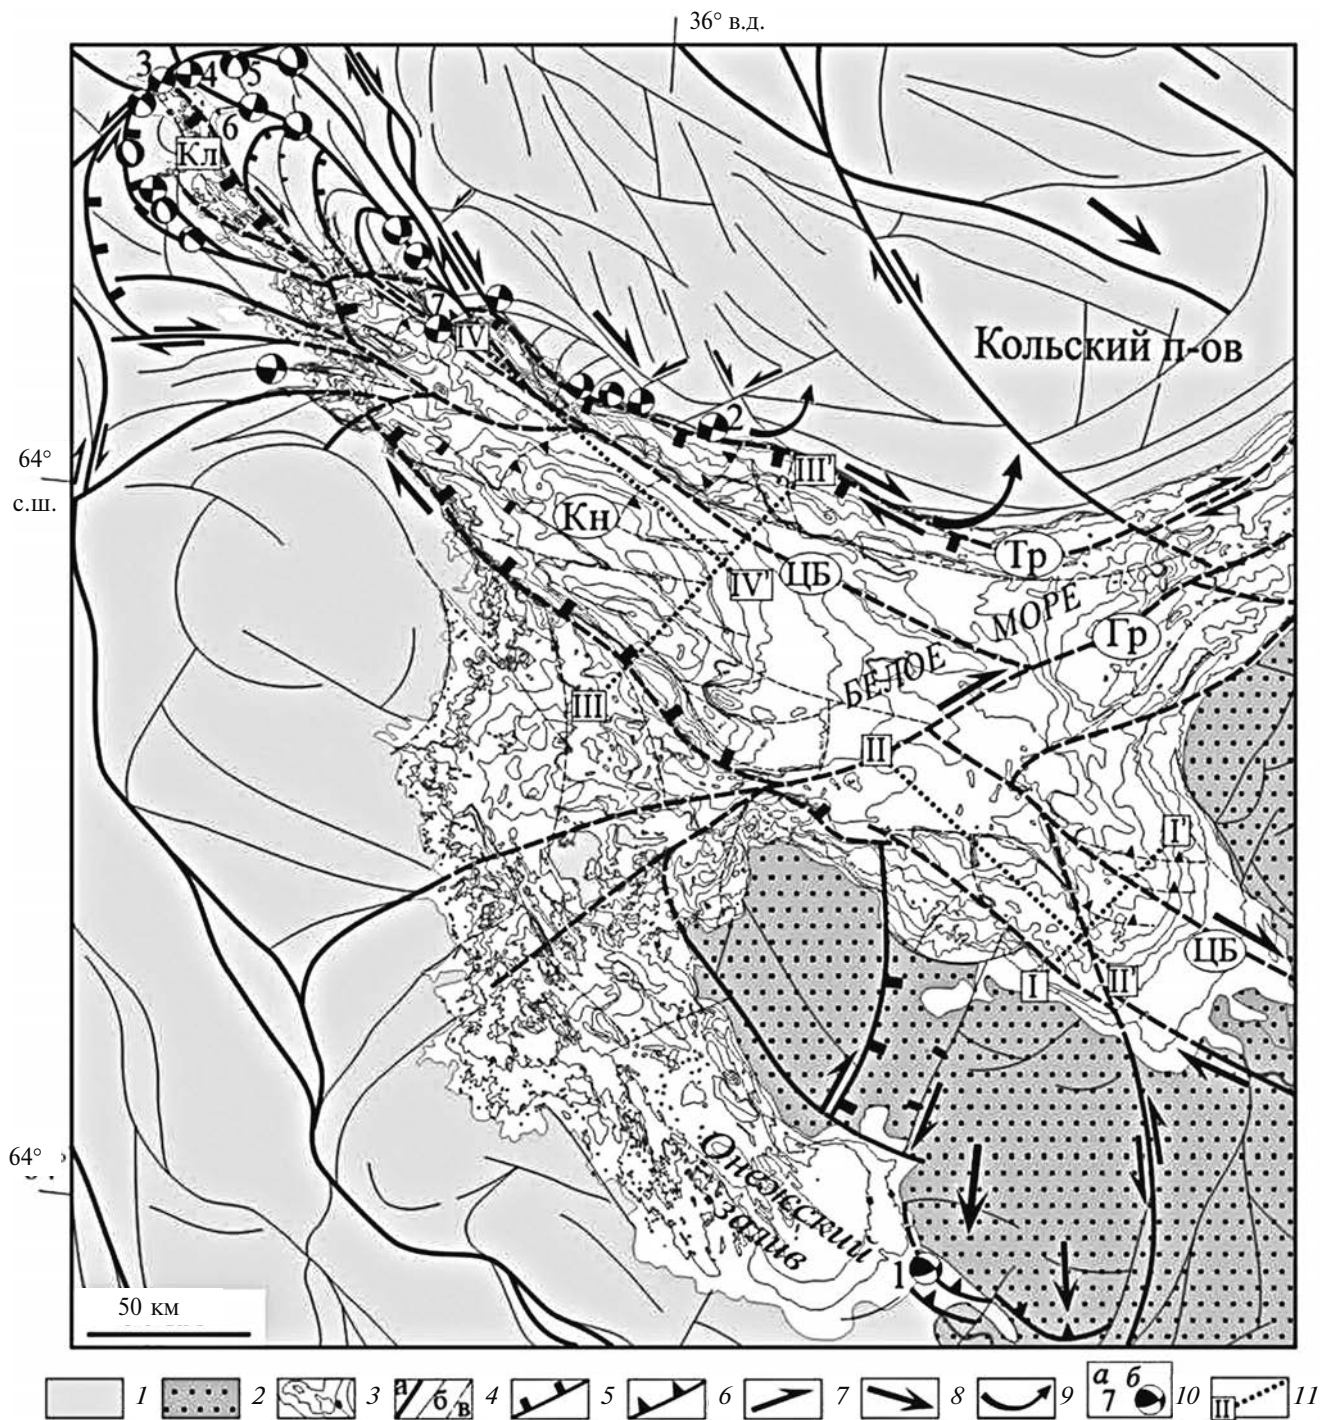 36° в.д.
3
4
5
6
Кл
7
IV
Кольский п-ов
2
64°
с.ш.
III'
Кн
Тр
ЦБ
IV'
МОРЕ
Гр
БЕЛОЕ
III
II
I'
ЦБ
I
II'
64°
Онежский
залив
1
50 км
1
2
3
а
б
в
4
5
6
7
8
9
а б
7
10
II
11